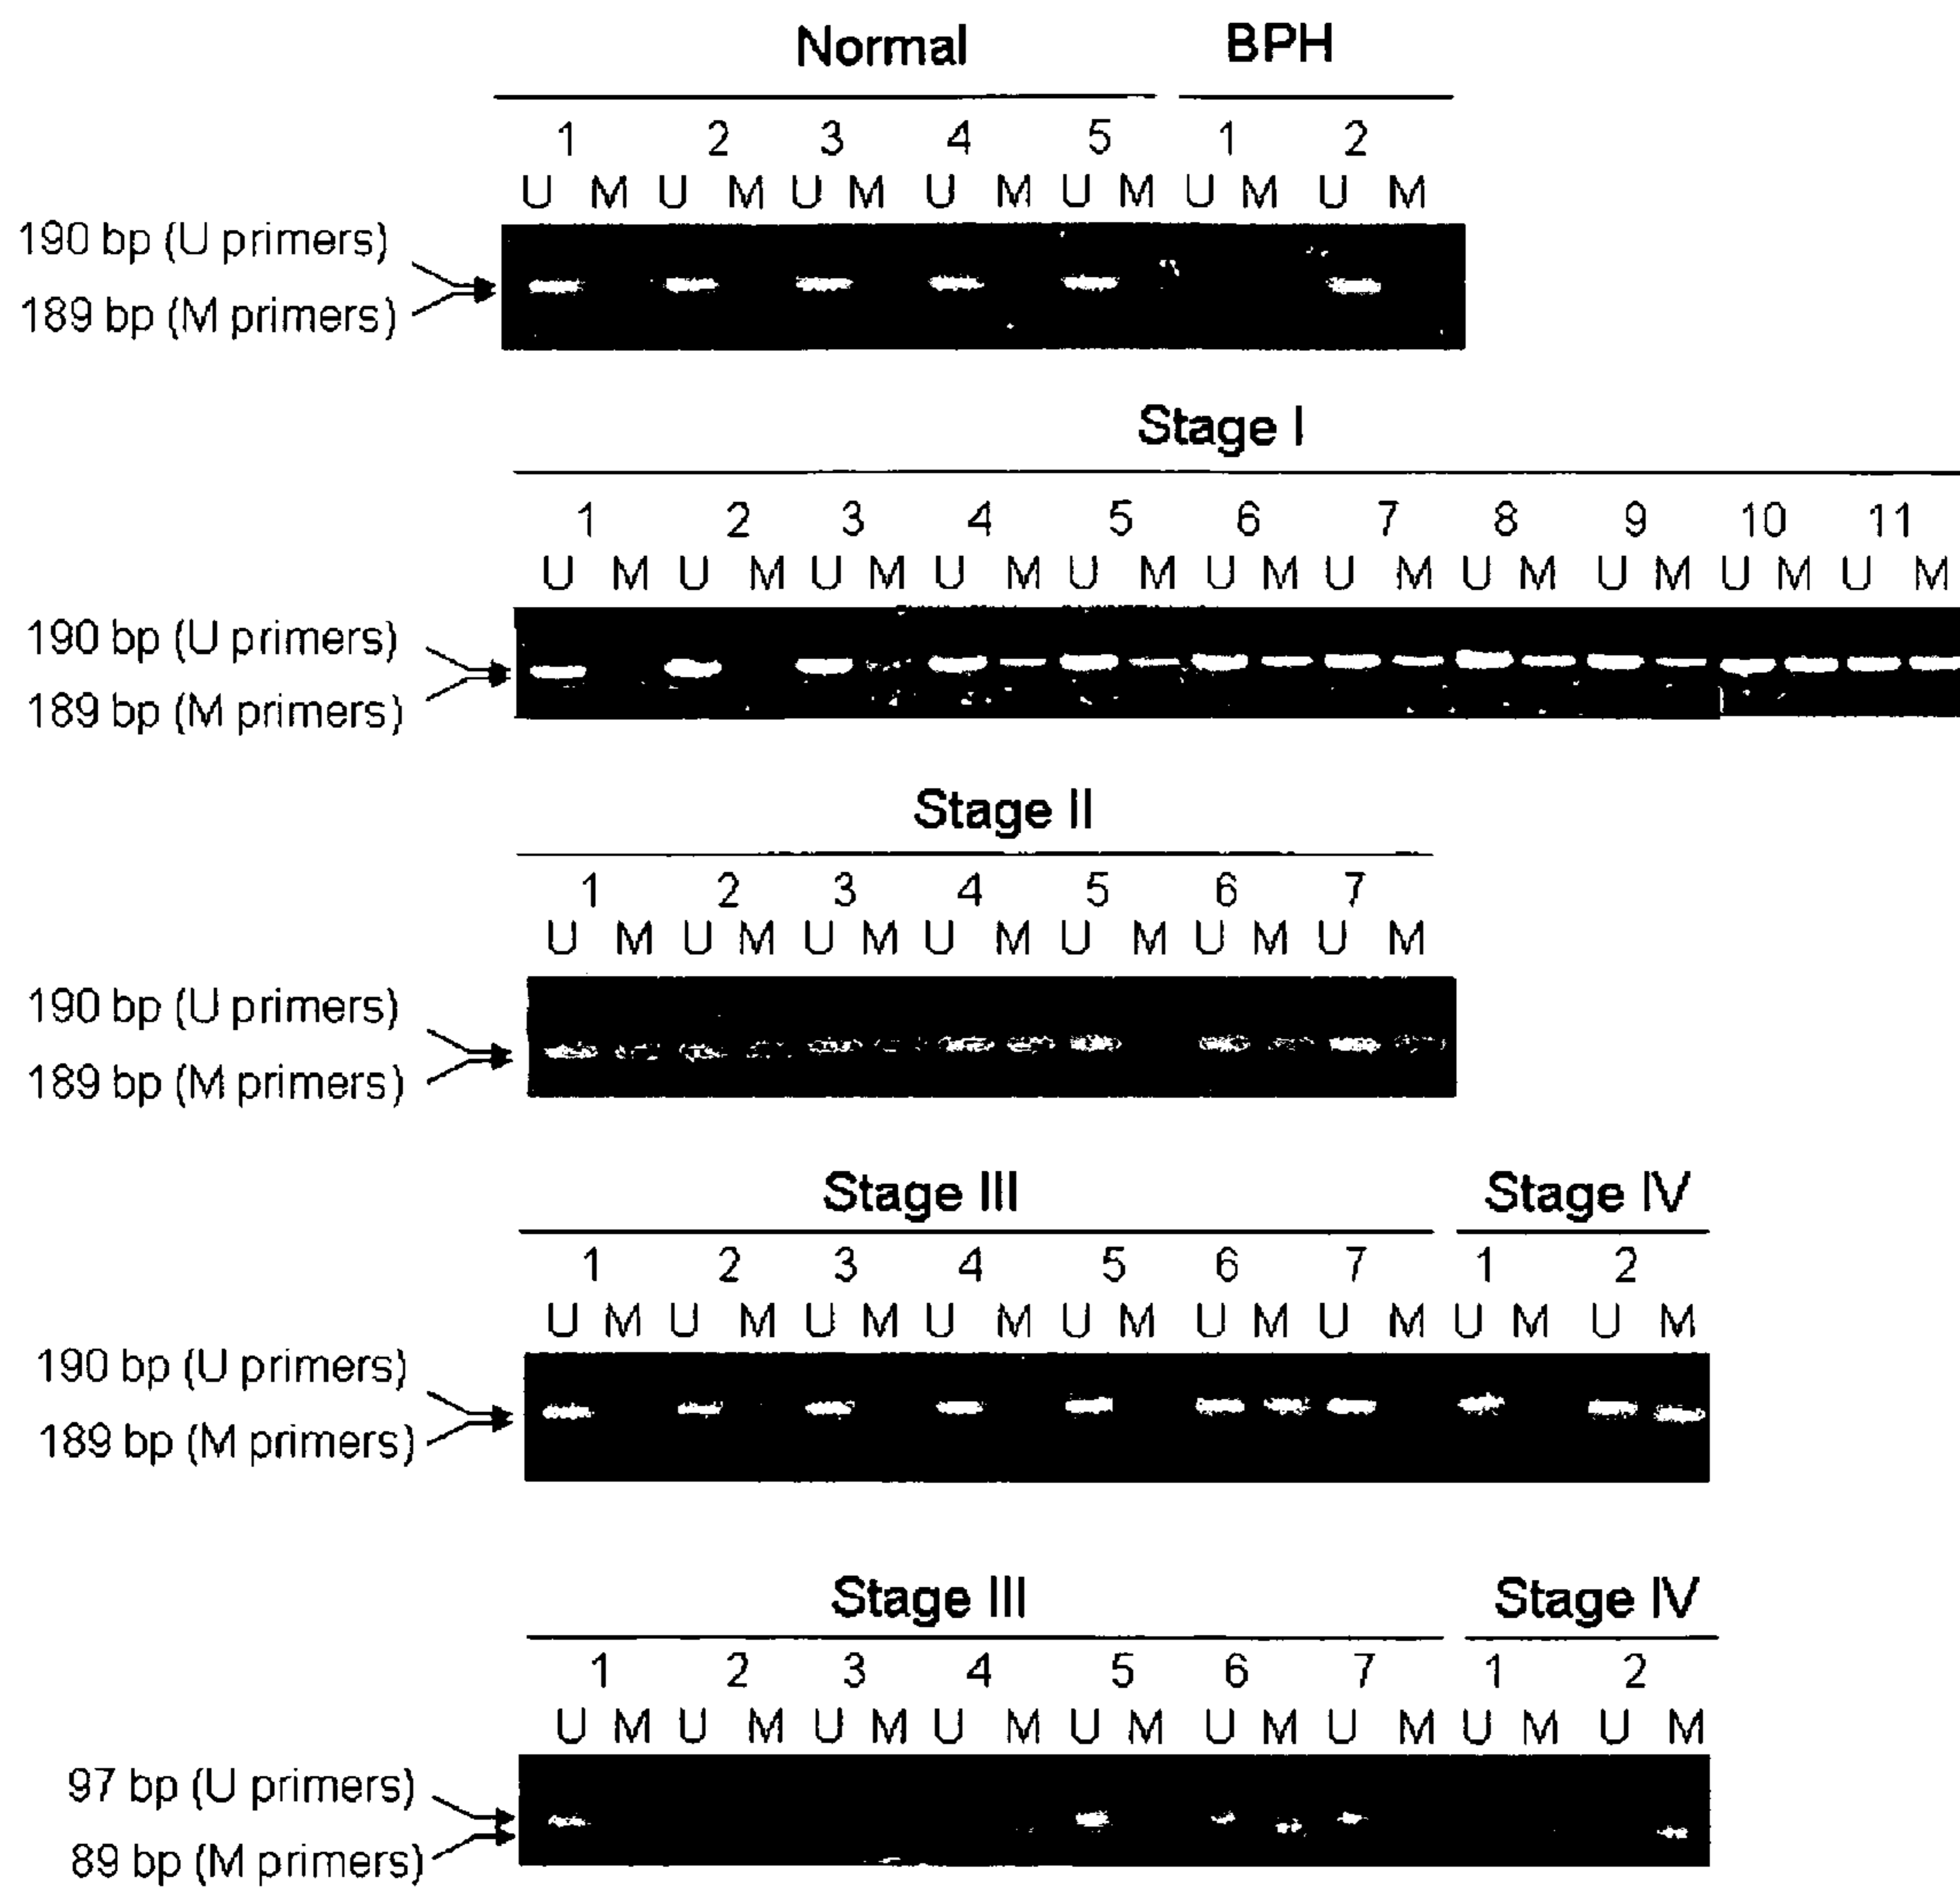 Normal BPH
1 2 3 4 5 1 2
U M U M U M U M U M U M U M
190 bp (U primers)
189 bp (M primers)
Stage I
1 2 3 4 5 6 7 8 9 10 11
U M U M U M U M U M U M U M U M U M U M U M
190 bp (U primers)
189 bp (M primers)
Stage II
1 2 3 4 5 6 7
U M U M U M U M U M U M U M
190 bp (U primers)
189 bp (M primers)
Stage III Stage IV
1 2 3 4 5 6 7 1 2
U M U M U M U M U M U M U M U M U M
190 bp (U primers)
189 bp (M primers)
Stage III Stage IV
1 2 3 4 5 6 7 1 2
U M U M U M U M U M U M U M U M U M
97 bp (U primers)
89 bp (M primers)